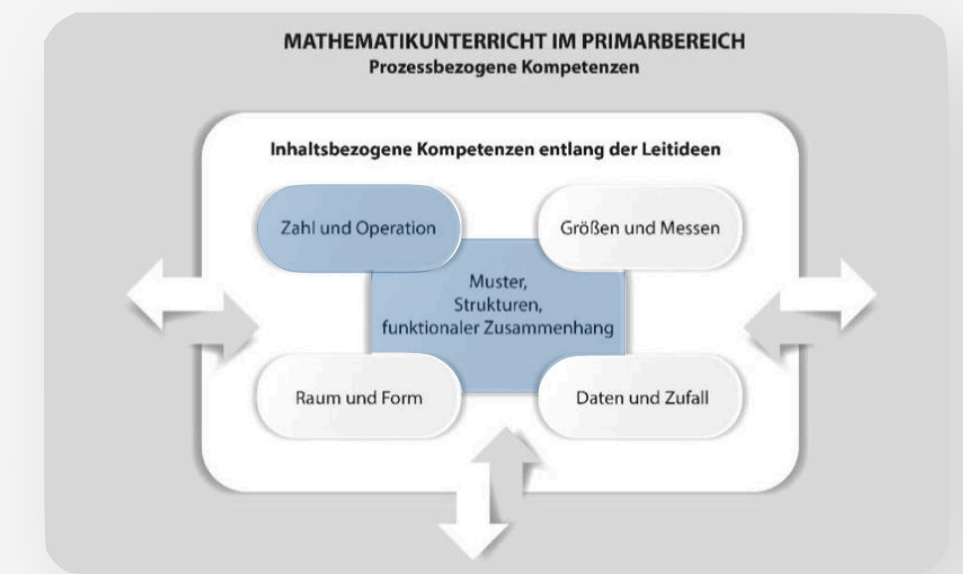 MATHEMATIKUNTERRICHT IM PRIMARBEREICH
Prozessbezogene Kompetenzen
Inhaltsbezogene Kompetenzen entlang der Leitideen
Zahl und Operation
Größen und Messen
Muster,
Strukturen,
funktionaler Zusammenhang
Raum und Form
Daten und Zufall